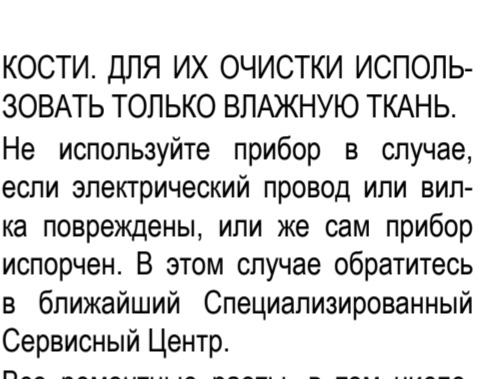 КОСТИ. ДЛЯ ИХ ОЧИСТКИ ИСПОЛЬ-
ЗОВАТЬ ТОЛЬКО ВЛАЖНУЮ ТКАНЬ.
Не используйте прибор в случае,
если электрический провод или вил-
ка повреждены, или же сам прибор
испорчен. В этом случае обратитесь
в ближайший Специализированный
Сервисный Центр.